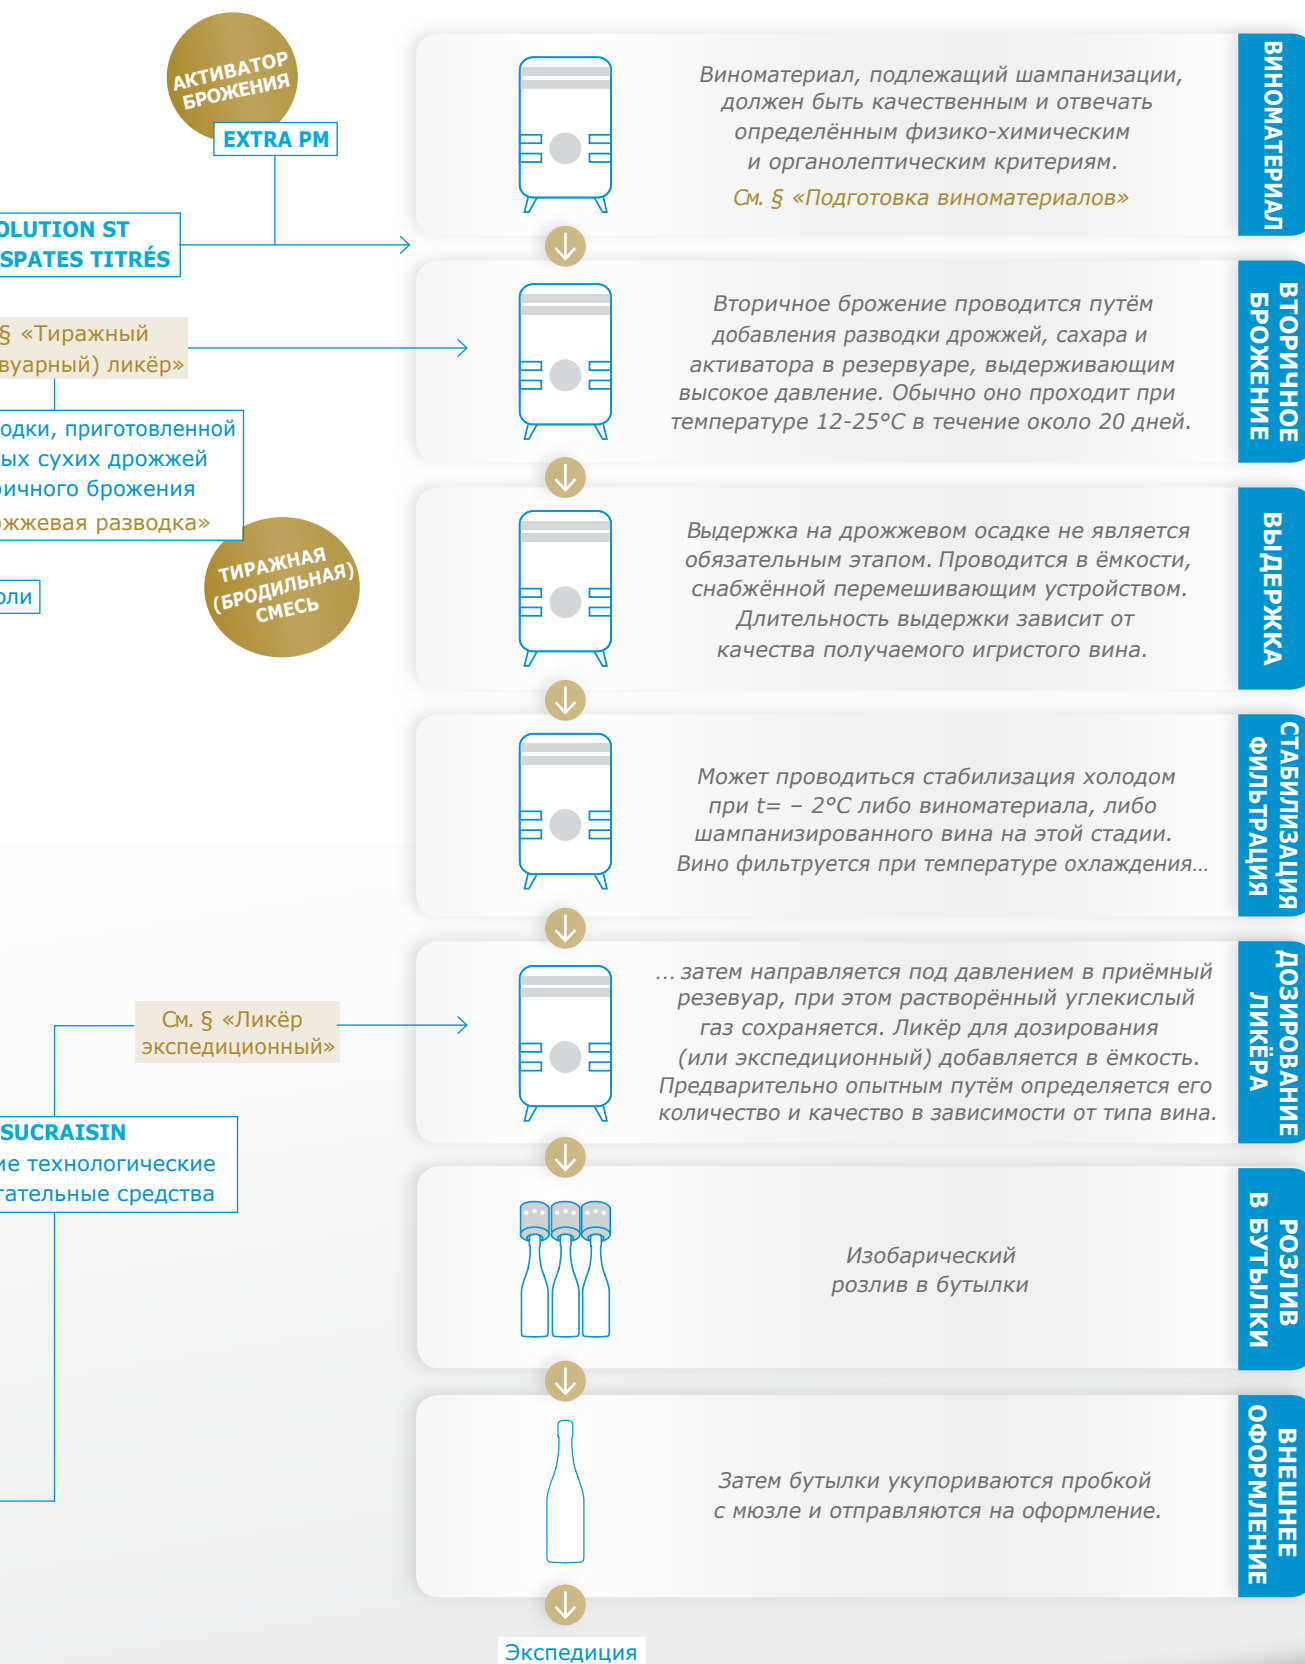 АКТИВАТОР
БРОЖЕНИЯ
EXTRA PM
OLUTION ST
SPATES TITRÉS
§ «Тиражный
вуарный) ликёр»
одки, приготовленной
ых сухих дрожжей
ричного брожения
ожжевая разводка»
ТИРАЖНАЯ
(БРОДИЛЬНАЯ)
СМЕСЬ
оли
См. § «Ликёр
экспедиционный»
SUCRAISIN
ие технологические
гательные средства
Виноматериал, подлежащий шампанизации,
должен быть качественным и отвечать
определённым физико-химическим
и органолептическим критериям.
См. § «Подготовка виноматериалов»
ВИНОМАТЕРИАЛ
Вторичное брожение проводится путём
добавления разводки дрожжей, сахара и
активатора в резервуаре, выдерживающим
высокое давление. Обычно оно проходит при
температуре 12-25°С в течение около 20 дней.
ВТОРИЧНОЕ
БРОЖЕНИЕ
Выдержка на дрожжевом осадке не является
обязательным этапом. Проводится в ёмкости,
снабжённой перемешивающим устройством.
Длительность выдержки зависит от
качества получаемого игристого вина.
ВЫДЕРЖКА
Может проводиться стабилизация холодом
при t= – 2°С либо виноматериала, либо
шампанизированного вина на этой стадии.
Вино фильтруется при температуре охлаждения…
СТАБИЛИЗАЦИЯ
ФИЛЬТРАЦИЯ
… затем направляется под давлением в приёмный
резевуар, при этом растворённый углекислый
газ сохраняется. Ликёр для дозирования
(или экспедиционный) добавляется в ёмкость.
Предварительно опытным путём определяется его
количество и качество в зависимости от типа вина.
ДОЗИРОВАНИЕ
ЛИКЁРА
Изобарический
розлив в бутылки
РОЗЛИВ
В БУТЫЛКИ
Затем бутылки укупориваются пробкой
с мюзле и отправляются на оформление.
ВНЕШНЕЕ
ОФОРМЛЕНИЕ
Экспедиция